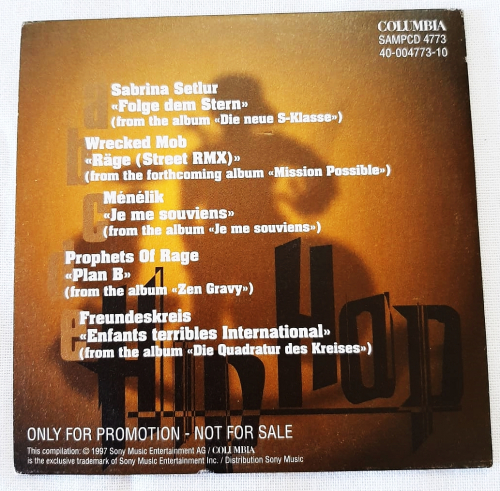 COLUMBIA
SAMPCD 4773
40-004773-10
a
Sabrina Setlur
«Folge dem Stern»
(from the album «Die neue S-Klasse»)
b
Wrecked Mob
«Räge (Street RMX)»
(from the forthcoming album «Mission Possible»)
c
Ménélik
«Je me souviens»
(from the album «Je me souviens»)
d
Prophets Of Rage
«Plan B»
(from the album «Zen Gravy»)
e
Freundeskreis
«Enfants terribles International»
(from the album «Die Quadratur des Kreises»)
Hip Hop
ONLY FOR PROMOTION - NOT FOR SALE
This compilation: © 1997 Sony Music Entertainment AG / COLUMBIA
is the exclusive trademark of Sony Music Entertainment Inc. / Distribution Sony Music